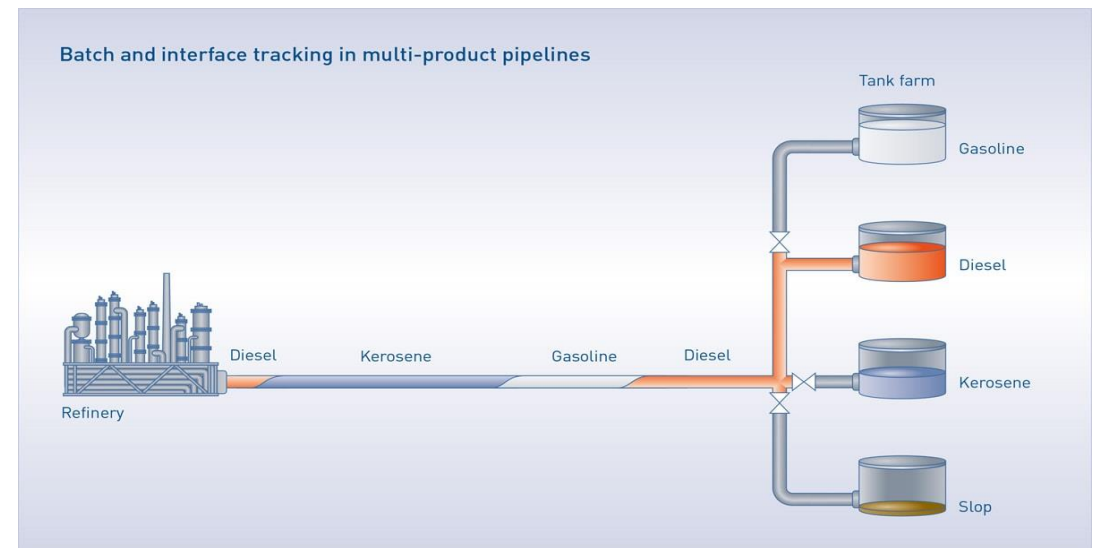 Batch and interface tracking in multi-product pipelines
Tank farm
Gasoline
Diesel
Diesel
Kerosene
Gasoline
Diesel
Kerosene
Refinery
Slop